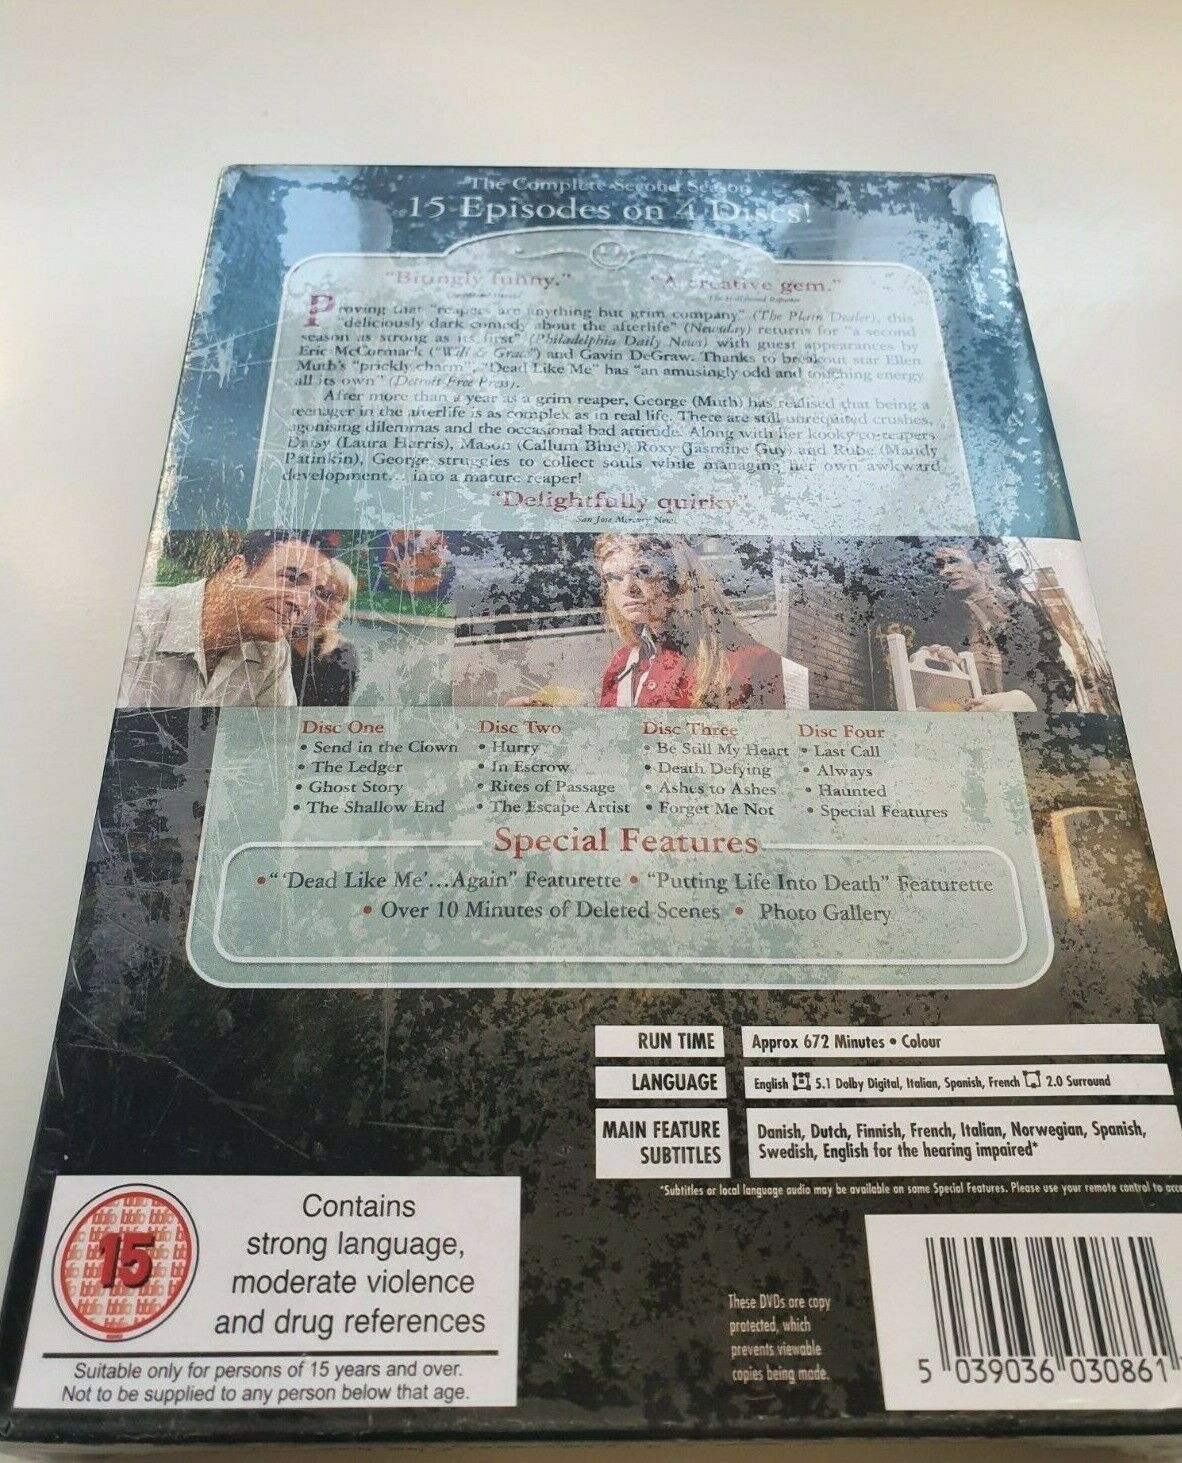 The Complete Second Season
15 Episodes on 4 Discs!
"Bitingly funny."
"A creative gem."
The Hollywood Reporter
Proving that "reapers are anything but grim company" (The Plain Dealer), this
"deliciously dark comedy about the afterlife" (Newsday) returns for "a second
season as strong as its first" (Philadelphia Daily News) with guest appearances by
Eric McCormack ("Will & Grace") and Gavin DeGraw. Thanks to breakout star Ellen
Muth's "prickly charm", "Dead Like Me" has "an amusingly odd and touching energy
all its own" (Detroit Free Press).
After more than a year as a grim reaper, George (Muth) has realised that being a
teenager in the afterlife is as complex as in real life. There are still unrequited crushes,
agonising dilemmas and the occasional bad attitude. Along with her kooky co-reapers
Daisy (Laura Harris), Mason (Callum Blue), Roxy (Jasmine Guy) and Rube (Mandy
Patinkin), George struggles to collect souls while managing her own awkward
development... into a mature reaper!
"Delightfully quirky"
San Jose Mercury News
Disc One
• Send in the Clown
• The Ledger
• Ghost Story
• The Shallow End
Disc Two
• Hurry
• In Escrow
• Rites of Passage
• The Escape Artist
Disc Three
• Be Still My Heart
• Death Defying
• Ashes to Ashes
• Forget Me Not
Disc Four
• Last Call
• Always
• Haunted
• Special Features
Special Features
• "'Dead Like Me'...Again" Featurette • "Putting Life Into Death" Featurette
• Over 10 Minutes of Deleted Scenes • Photo Gallery
RUN TIME
Approx 672 Minutes • Colour
LANGUAGE
English 5.1 Dolby Digital, Italian, Spanish, French 2.0 Surround
MAIN FEATURE
SUBTITLES
Danish, Dutch, Finnish, French, Italian, Norwegian, Spanish,
Swedish, English for the hearing impaired*
*Subtitles or local language audio may be available on some Special Features. Please use your remote control to acce
15
Contains
strong language,
moderate violence
and drug references
Suitable only for persons of 15 years and over.
Not to be supplied to any person below that age.
These DVDs are copy
protected, which
prevents viewable
copies being made.
5 039036 030861